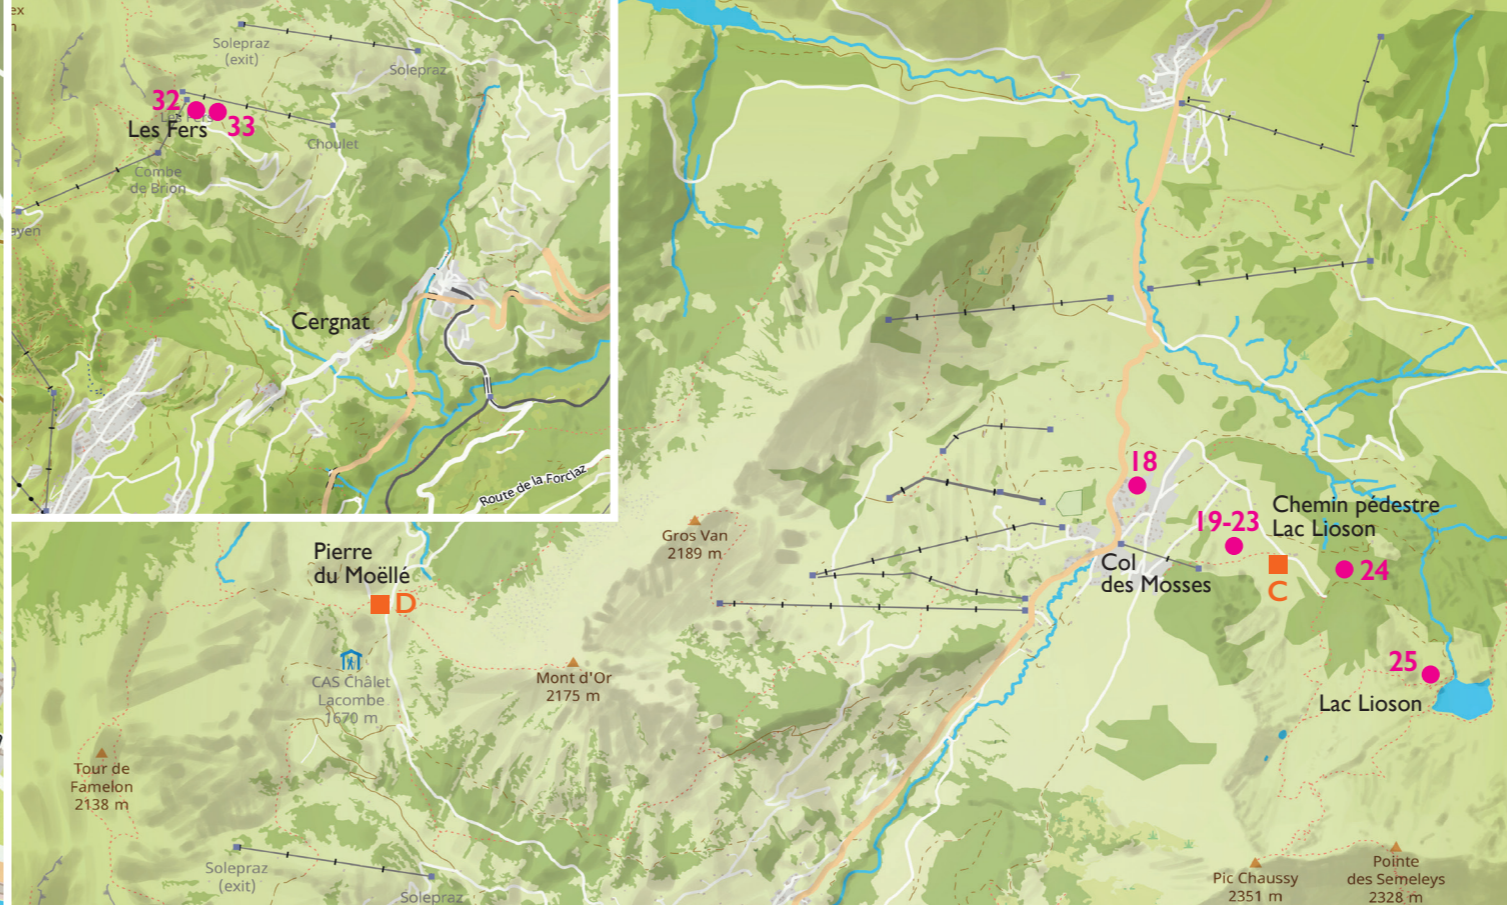 ex
Solepraz
(exit)
Solepraz
32
33
Les Fers
Choulet
Combe
de Brion
ayen
Cergnat
Route de la Forclaz
Pierre
du Moëllé
D
CAS Châlet
Lacombe
1670 m
Gros Van
2189 m
Mont d'Or
2175 m
Tour de
Famelon
2138 m
Solepraz
(exit)
Solepraz
18
19-23
Chemin pédestre
Lac Lioson
24
C
Col
des Mosses
25
Lac Lioson
Pic Chaussy
2351 m
Pointe
des Semeleys
2328 m